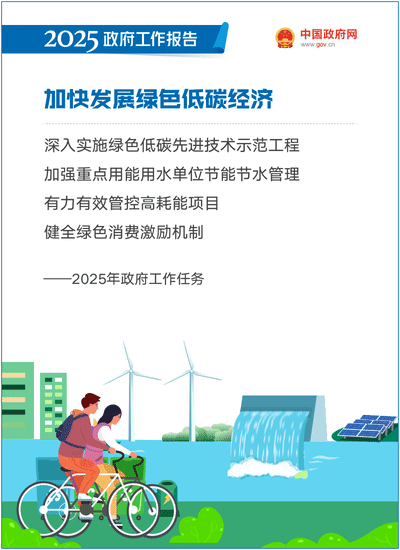 2025 政府工作报告
中国政府网
www.gov.cn
加快发展绿色低碳经济
深入实施绿色低碳先进技术示范工程
加强重点用能用水单位节能节水管理
有力有效管控高耗能项目
健全绿色消费激励机制
——2025年政府工作任务